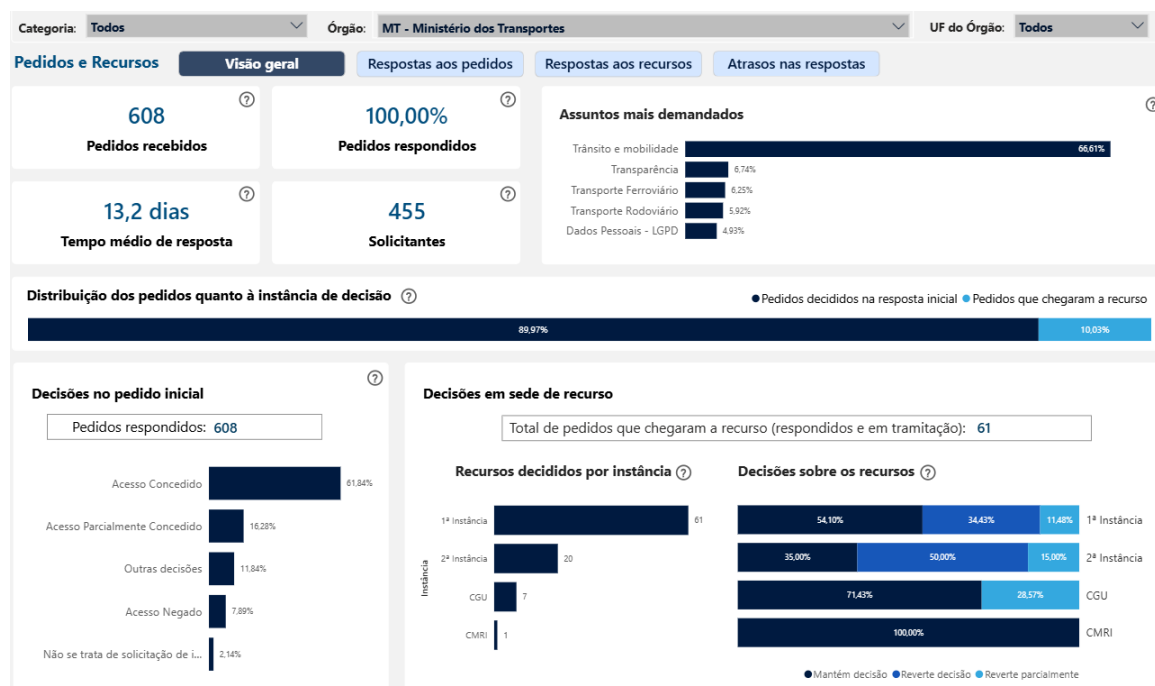 Categoria: Todos Órgão: MT - Ministério dos Transportes UF do Órgão: Todos
Pedidos e Recursos Visão geral Respostas aos pedidos Respostas aos recursos Atrasos nas respostas
608
Pedidos recebidos
100,00%
Pedidos respondidos
13,2 dias
Tempo médio de resposta
455
Solicitantes
Assuntos mais demandados
Trânsito e mobilidade 66,61%
Transparência 6,74%
Transporte Ferroviário 6,25%
Transporte Rodoviário 5,92%
Dados Pessoais - LGPD 4,93%
Distribuição dos pedidos quanto à instância de decisão
Pedidos decididos na resposta inicial Pedidos que chegaram a recurso
89,97% 10,03%
Decisões no pedido inicial
Pedidos respondidos: 608
Acesso Concedido 61,84%
Acesso Parcialmente Concedido 16,28%
Outras decisões 11,84%
Acesso Negado 7,89%
Não se trata de solicitação de i... 2,14%
Decisões em sede de recurso
Total de pedidos que chegaram a recurso (respondidos e em tramitação): 61
Recursos decididos por instância
Instância
1ª Instância 61
2ª Instância 20
CGU 7
CMRI 1
Decisões sobre os recursos
54,10% 34,43% 11,48% 1ª Instância
35,00% 50,00% 15,00% 2ª Instância
71,43% 28,57% CGU
100,00% CMRI
Mantém decisão Reverte decisão Reverte parcialmente